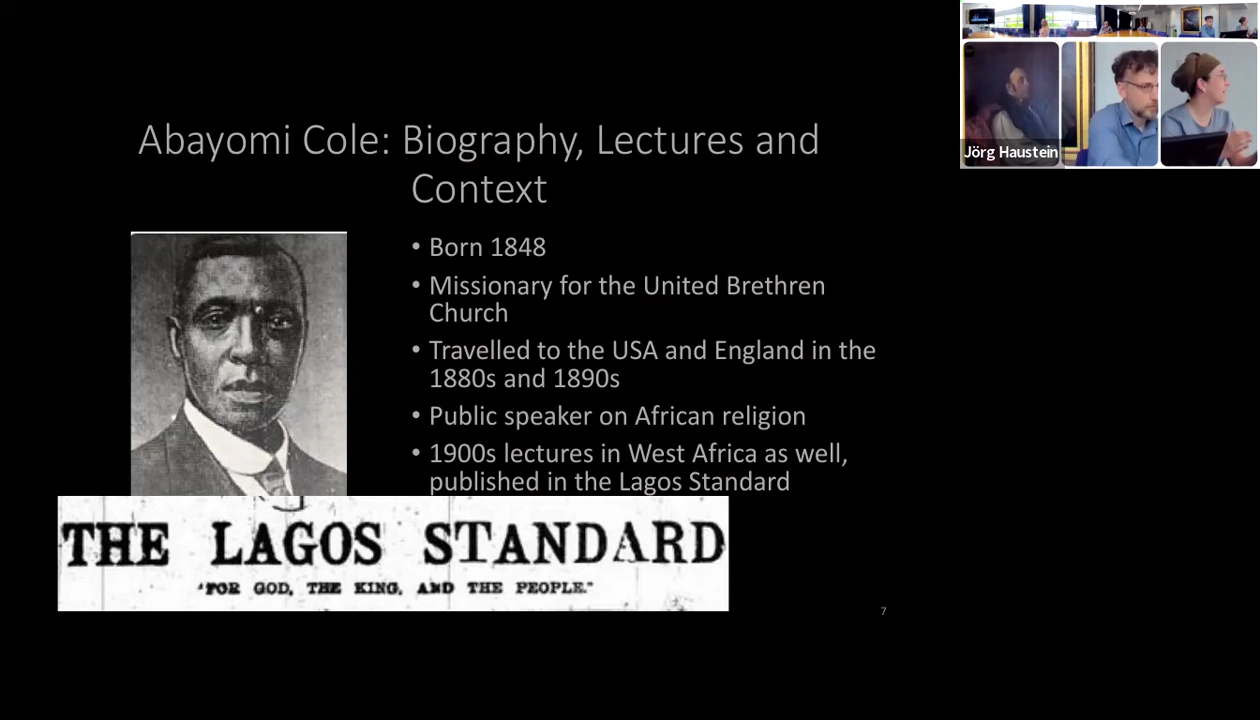 Abayomi Cole: Biography, Lectures and
Context
• Born 1848
• Missionary for the United Brethren
Church
• Travelled to the USA and England in the
1880s and 1890s
• Public speaker on African religion
• 1900s lectures in West Africa as well,
published in the Lagos Standard
THE LAGOS STANDARD
"FOR GOD, THE KING, AND THE PEOPLE."
7
Jörg Haustein